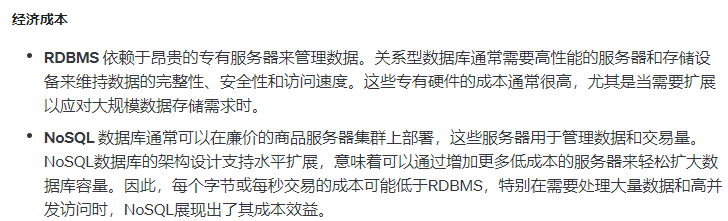 经济成本
• RDBMS 依赖于昂贵的专有服务器来管理数据。关系型数据库通常需要高性能的服务器和存储设
备来维持数据的完整性、安全性和访问速度。这些专有硬件的成本通常很高，尤其是当需要扩展
以应对大规模数据存储需求时。
• NoSQL 数据库通常可以在廉价的商品服务器集群上部署，这些服务器用于管理数据和交易量。
NoSQL数据库的架构设计支持水平扩展，意味着可以通过增加更多低成本的服务器来轻松扩大数
据库容量。因此，每个字节或每秒交易的成本可能低于RDBMS，特别在需要处理大量数据和高并
发访问时，NoSQL展现出了其成本效益。